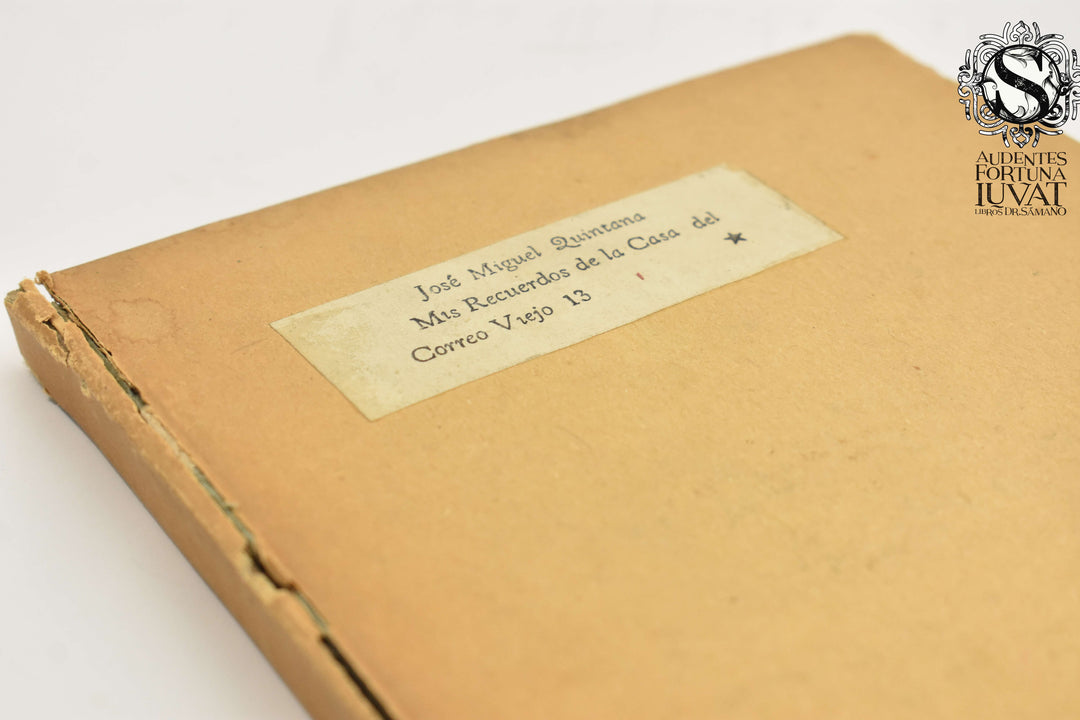 José Miguel Quintana
Mis Recuerdos de la Casa del
Correo Viejo 13
S
AUDENTES
FORTUNA
IUVAT
LIBROS DR. SÁMANO